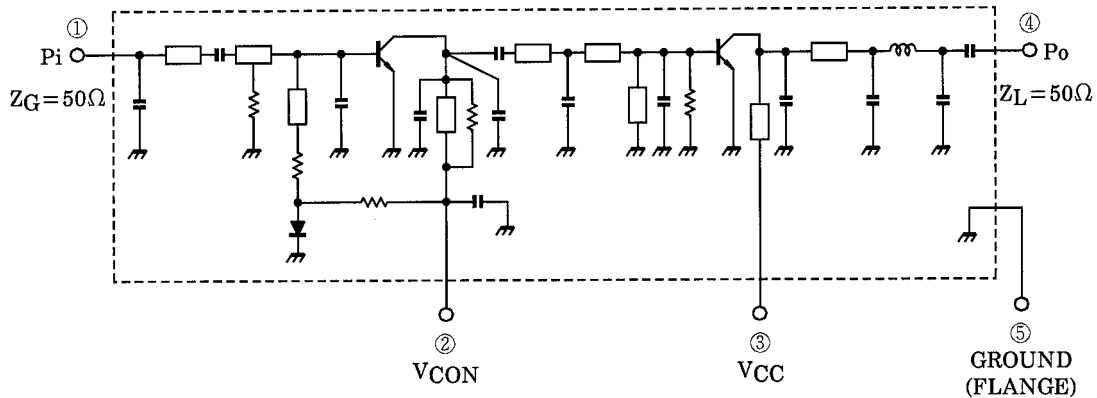 ①
Pi
ZG=50Ω
④
Po
ZL=50Ω
②
VCON
③
VCC
⑤
GROUND
(FLANGE)